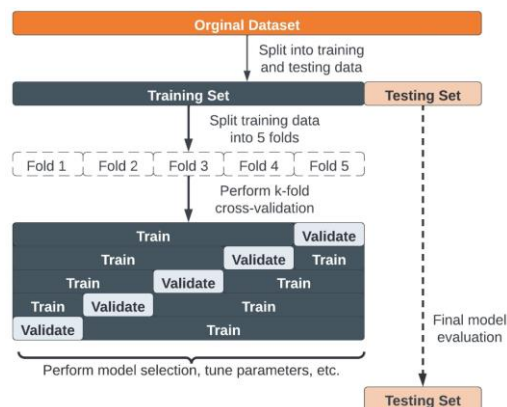 Orginal Dataset
Split into training
and testing data
Training Set
Testing Set
Split training data
into 5 folds
Fold 1
Fold 2
Fold 3
Fold 4
Fold 5
Perform k-fold
cross-validation
Train
Validate
Train
Validate
Train
Train
Validate
Train
Train
Validate
Train
Validate
Train
Final model
evaluation
Perform model selection, tune parameters, etc.
Testing Set